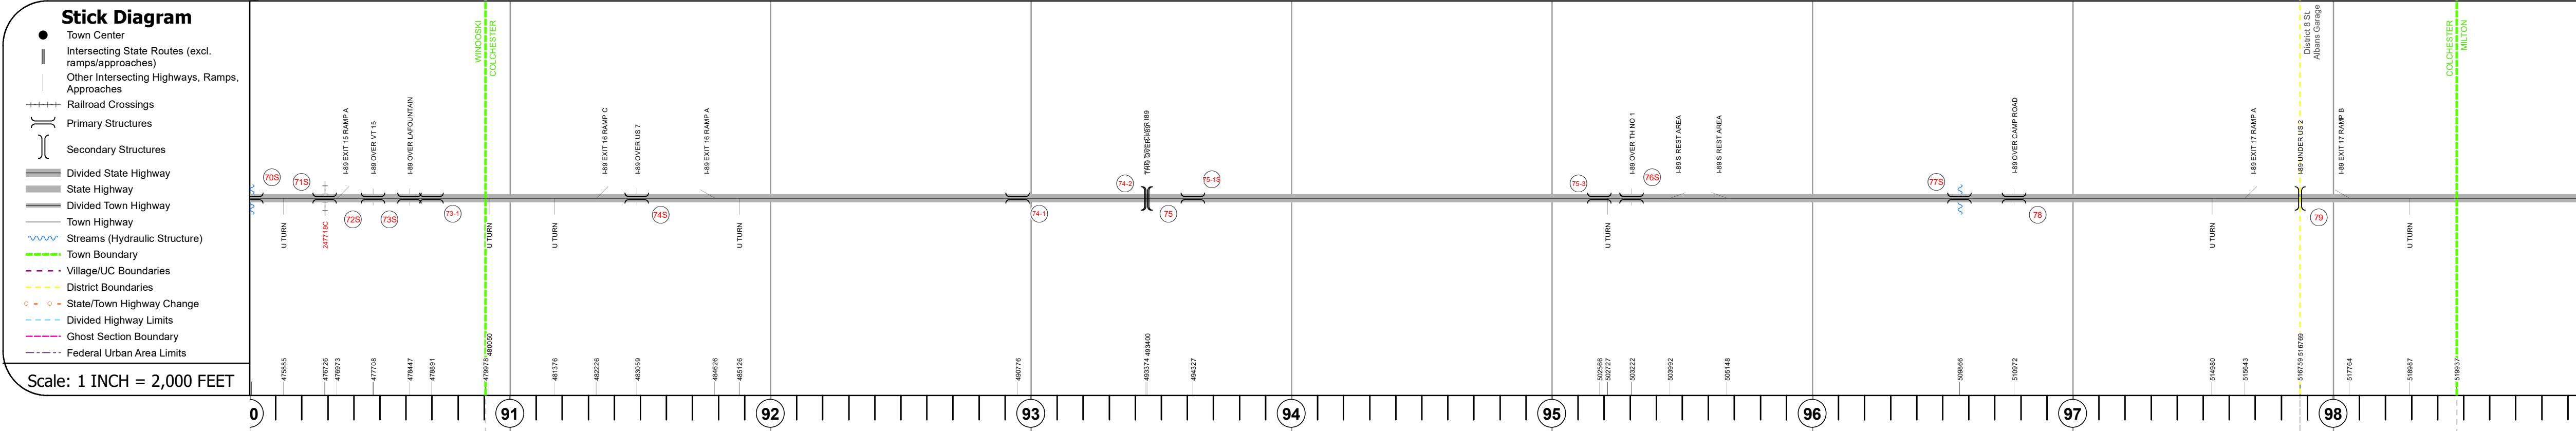 Stick Diagram
Town Center
Intersecting State Routes (excl.
ramps/approaches)
Other Intersecting Highways, Ramps,
Approaches
Railroad Crossings
Primary Structures
Secondary Structures
Divided State Highway
State Highway
Divided Town Highway
Town Highway
Streams (Hydraulic Structure)
Town Boundary
Village/UC Boundaries
District Boundaries
State/Town Highway Change
Divided Highway Limits
Ghost Section Boundary
Federal Urban Area Limits
Scale: 1 INCH = 2,000 FEET
WINOOSKI
COLCHESTER
District 8 St.
Albans Garage
COLCHESTER
MILTON
I-89 EXIT 15 RAMP A
I-89 OVER VT 15
I-89 OVER LAFOUNTAIN
I-89 EXIT 16 RAMP C
I-89 OVER US 7
I-89 EXIT 16 RAMP A
I-89 OVER TH NO 1
I-89 S REST AREA
I-89 S REST AREA
I-89 OVER CAMP ROAD
I-89 EXIT 17 RAMP A
I-89 UNDER US 2
I-89 EXIT 17 RAMP B
70S
71S
72S
73S
73-1
74S
74-1
74-2
75
75-1S
75-3
76S
77S
78
79
U TURN
247718C
U TURN
U TURN
U TURN
U TURN
U TURN
U TURN
475885
476726
476973
477708
478447
478891
479978
480050
481376
482226
483059
484626
485126
490776
493374
493400
494327
502566
502727
503222
503992
505148
509866
510972
514980
515643
516759
516769
517764
518987
519937
0
91
92
93
94
95
96
97
98